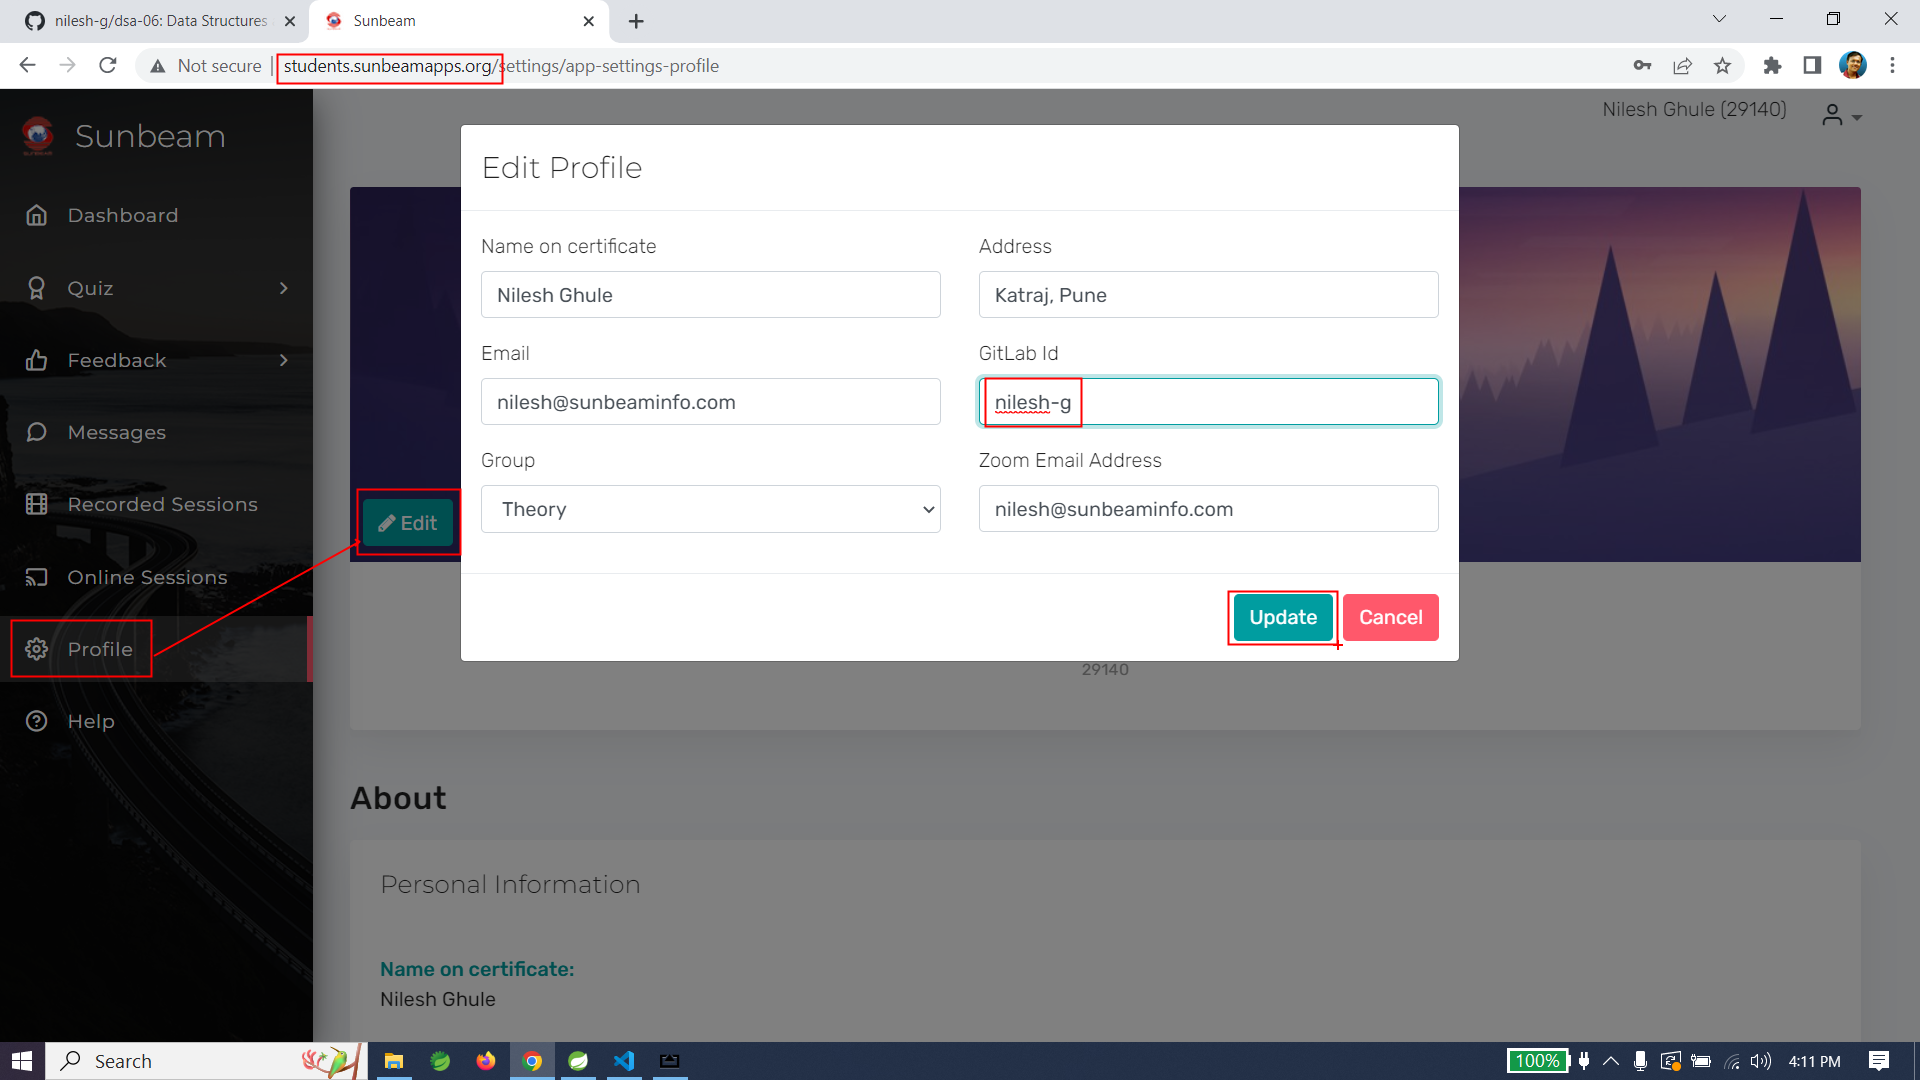 nilesh-g/dsa-06: Data Structures
Sunbeam
Not secure | students.sunbeamapps.org/settings/app-settings-profile
Nilesh Ghule (29140)
Sunbeam
Dashboard
Quiz
Feedback
Messages
Recorded Sessions
Online Sessions
Profile
Help
Edit
Edit Profile
Name on certificate
Address
Nilesh Ghule
Katraj, Pune
Email
GitLab Id
nilesh@sunbeaminfo.com
nilesh-g
Group
Zoom Email Address
Theory
nilesh@sunbeaminfo.com
Update
Cancel
29140
About
Personal Information
Name on certificate:
Nilesh Ghule
Search
100%
4:11 PM